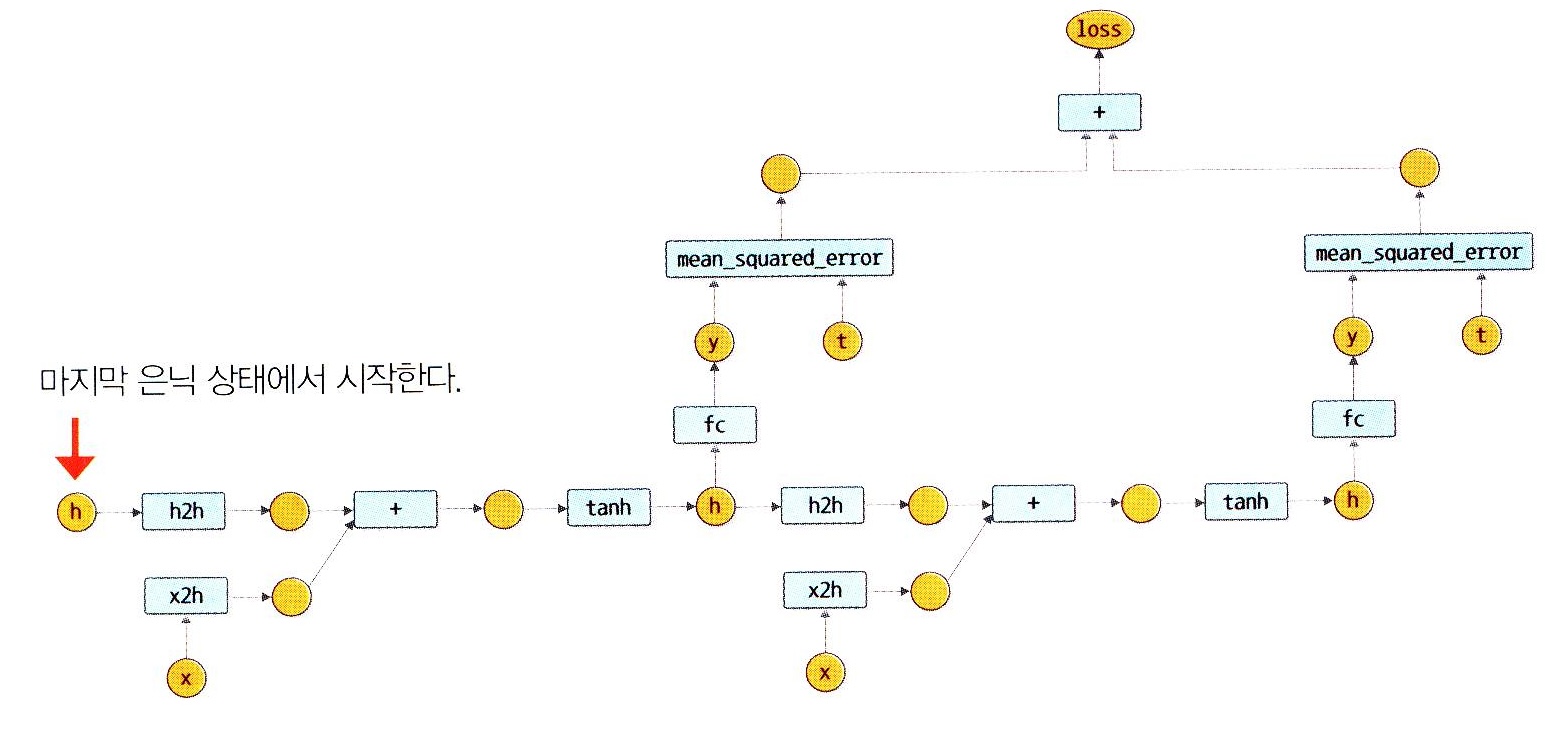 loss
+
mean_squared_error
mean_squared_error
y
t
y
t
마지막 은닉 상태에서 시작한다.
fc
fc
h
h2h
+
tanh
h
h2h
+
tanh
h
x2h
x2h
x
x